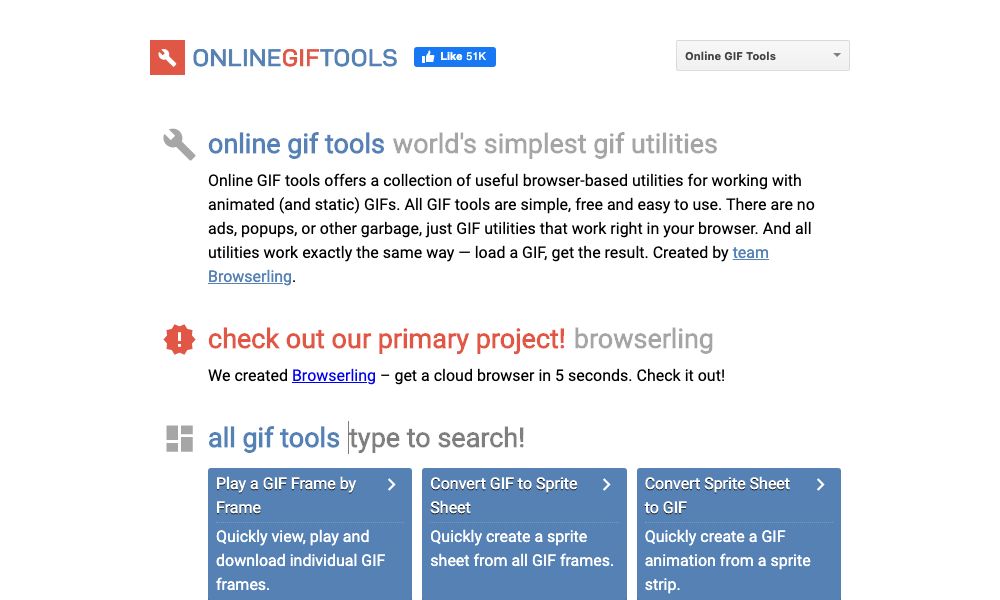 ONLINEGIFTOOLS
Like 51K
Online GIF Tools
online gif tools world's simplest gif utilities
Online GIF tools offers a collection of useful browser-based utilities for working with
animated (and static) GIFs. All GIF tools are simple, free and easy to use. There are no
ads, popups, or other garbage, just GIF utilities that work right in your browser. And all
utilities work exactly the same way — load a GIF, get the result. Created by team
Browserling.
check out our primary project! browserling
We created Browserling – get a cloud browser in 5 seconds. Check it out!
all gif tools type to search!
Play a GIF Frame by
Frame
Quickly view, play and
download individual GIF
frames.
Convert GIF to Sprite
Sheet
Quickly create a sprite
sheet from all GIF frames.
Convert Sprite Sheet
to GIF
Quickly create a GIF
animation from a sprite
strip.